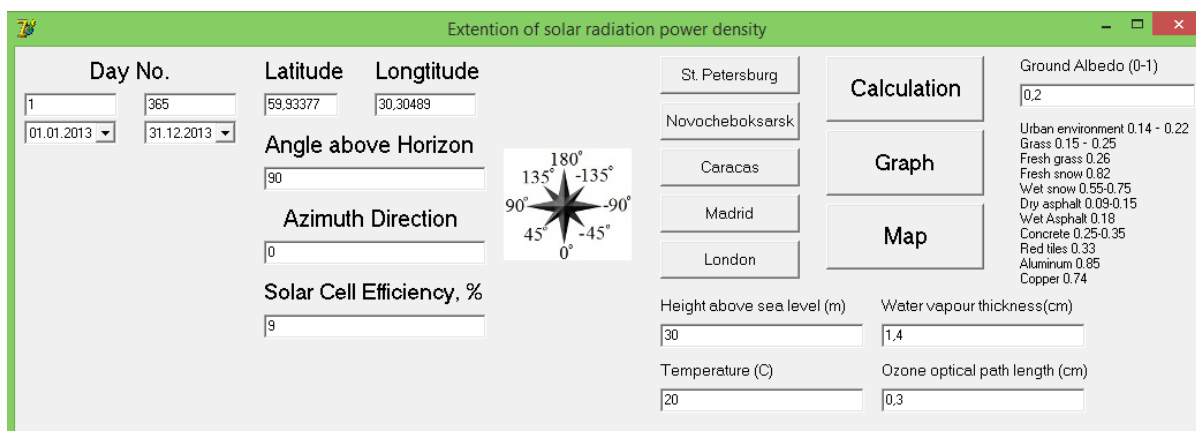 Extention of solar radiation power density
Day No.
1 365
01.01.2013 31.12.2013
Latitude Longtitude
59,93377 30,30489
Angle above Horizon
90
Azimuth Direction
0
Solar Cell Efficiency, %
9
180°
135° -135°
90° -90°
45° -45°
0°
St. Petersburg
Novocheboksarsk
Caracas
Madrid
London
Calculation
Graph
Map
Ground Albedo (0-1)
0,2
Urban environment 0.14 - 0.22
Grass 0.15 - 0.25
Fresh grass 0.26
Fresh snow 0.82
Wet snow 0.55-0.75
Dry asphalt 0.09-0.15
Wet Asphalt 0.18
Concrete 0.25-0.35
Red tiles 0.33
Aluminum 0.85
Copper 0.74
Height above sea level (m) Water vapour thickness(cm)
30 1,4
Temperature (C) Ozone optical path length (cm)
20 0,3